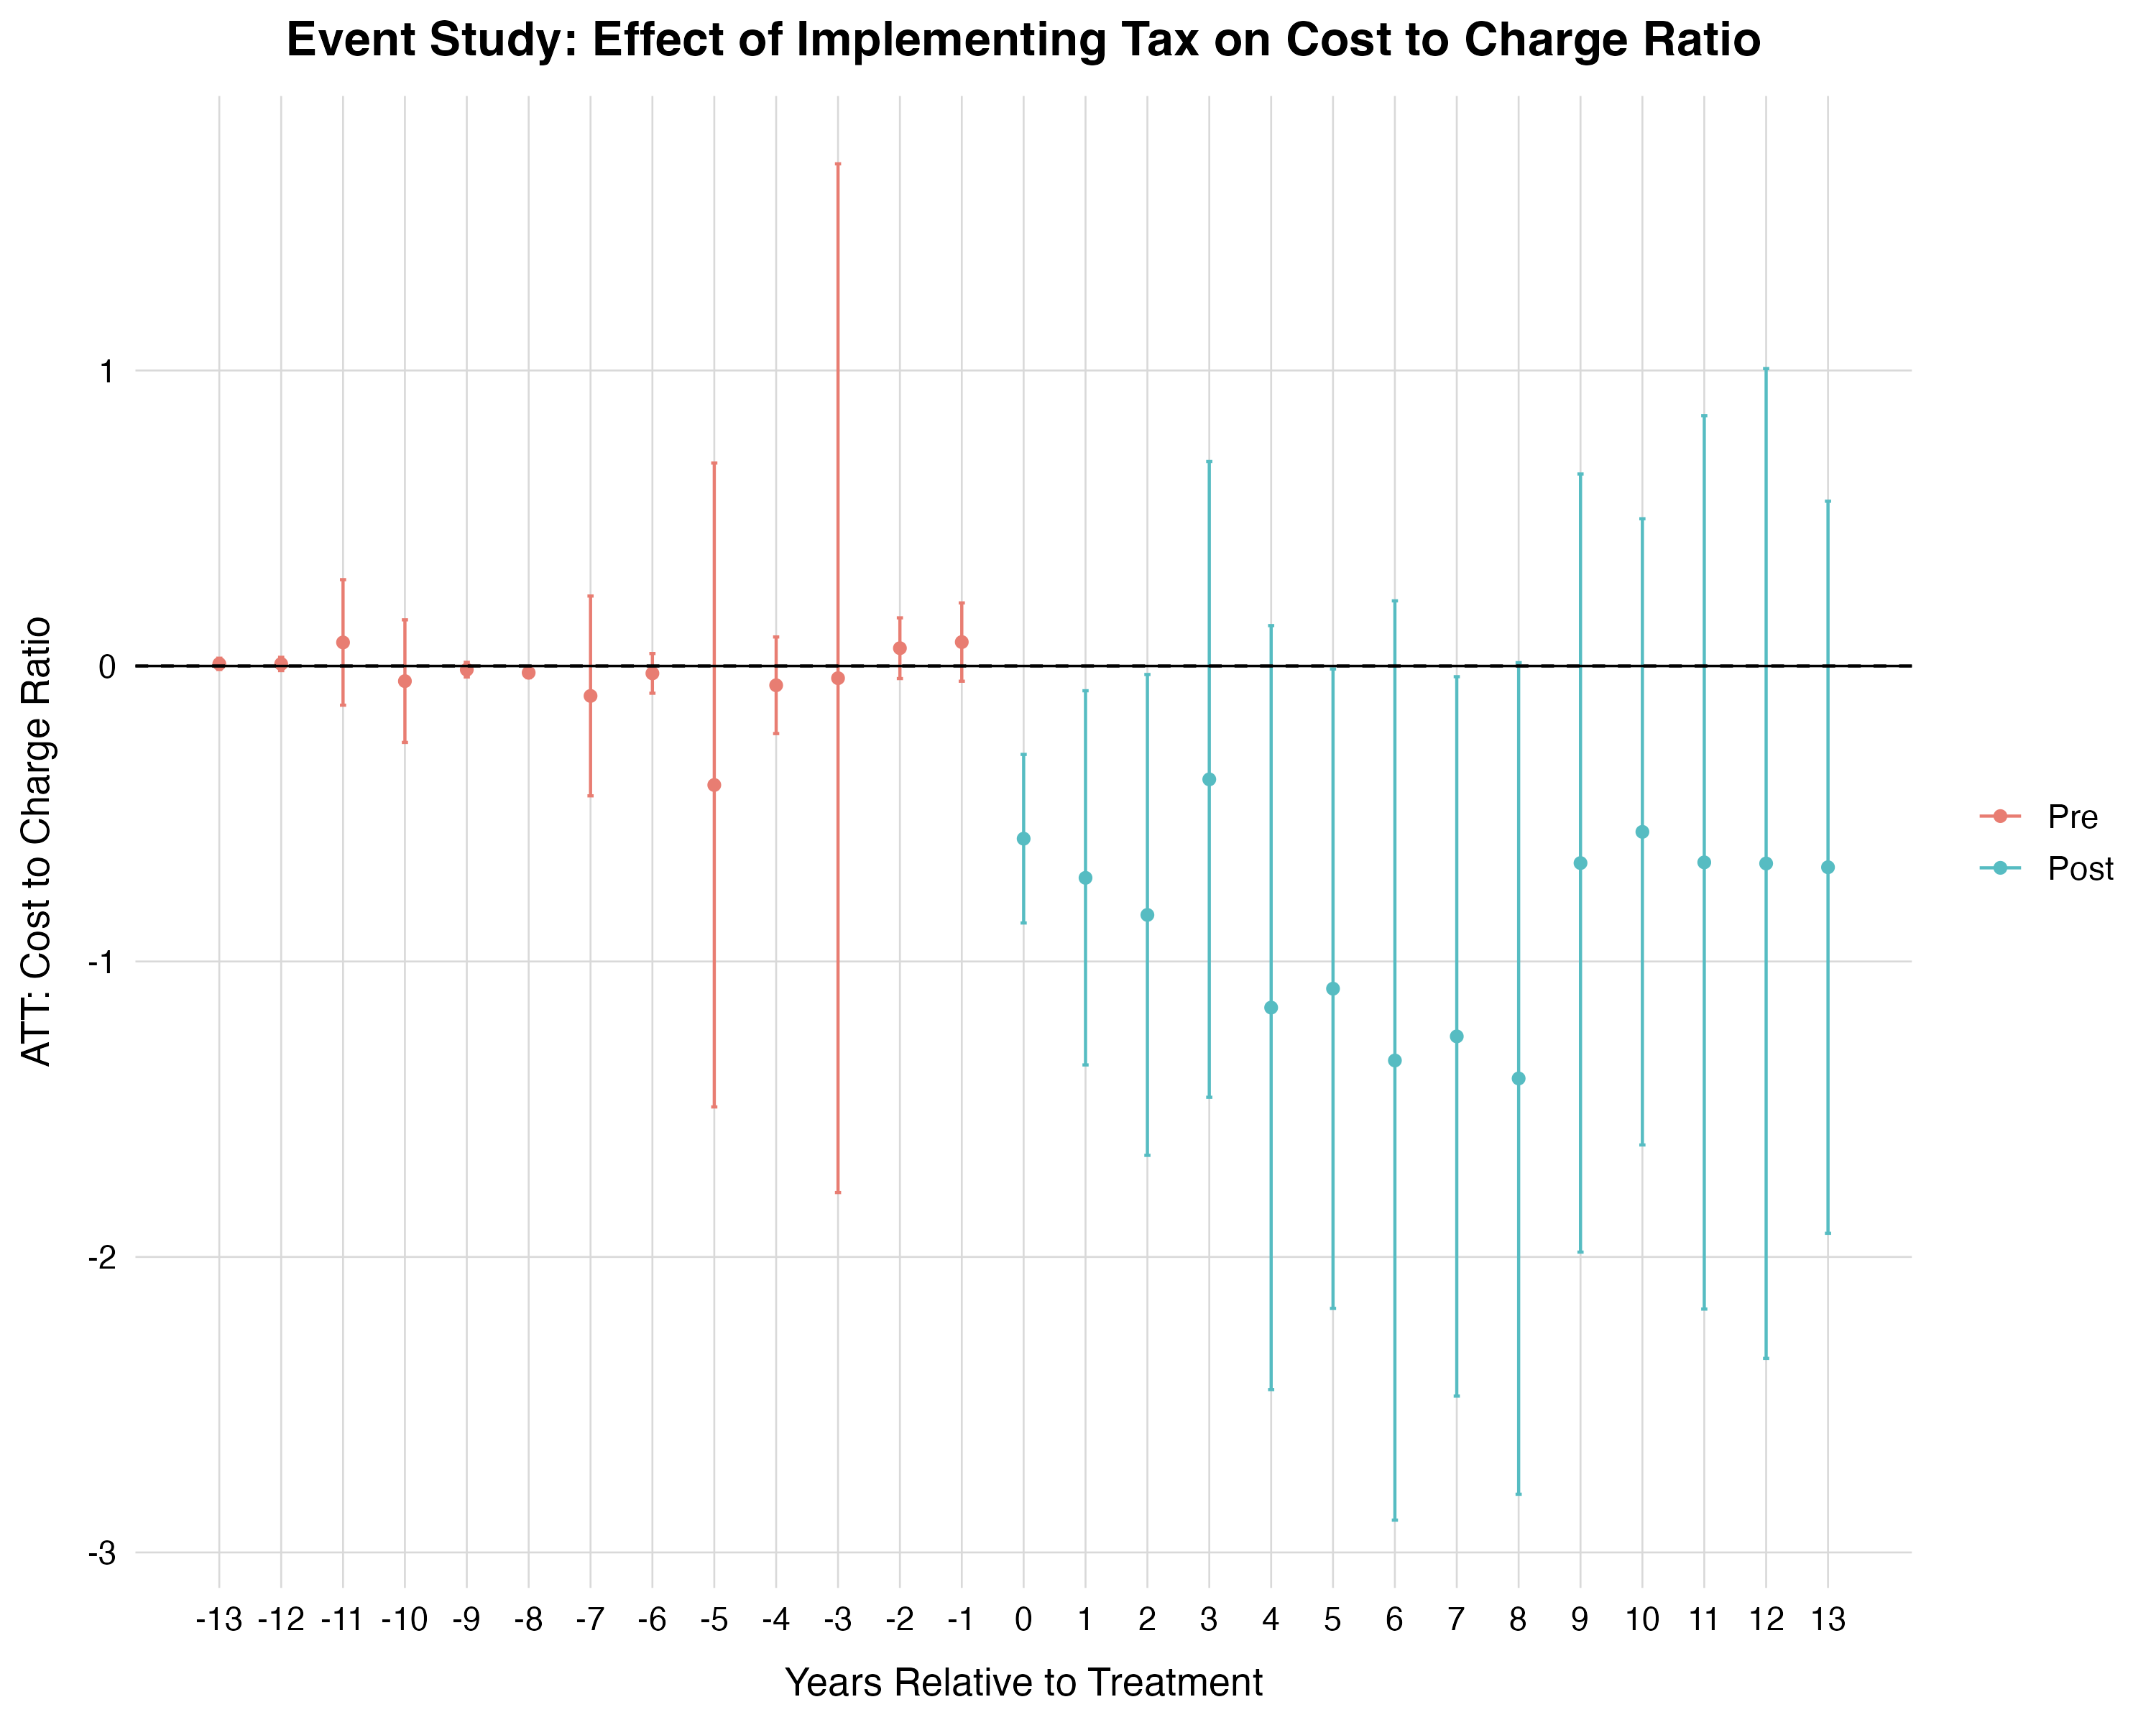 Event Study: Effect of Implementing Tax on Cost to Charge Ratio
ATT: Cost to Charge Ratio
1
0
-1
-2
-3
-13 -12 -11 -10 -9 -8 -7 -6 -5 -4 -3 -2 -1 0 1 2 3 4 5 6 7 8 9 10 11 12 13
Years Relative to Treatment
Pre
Post